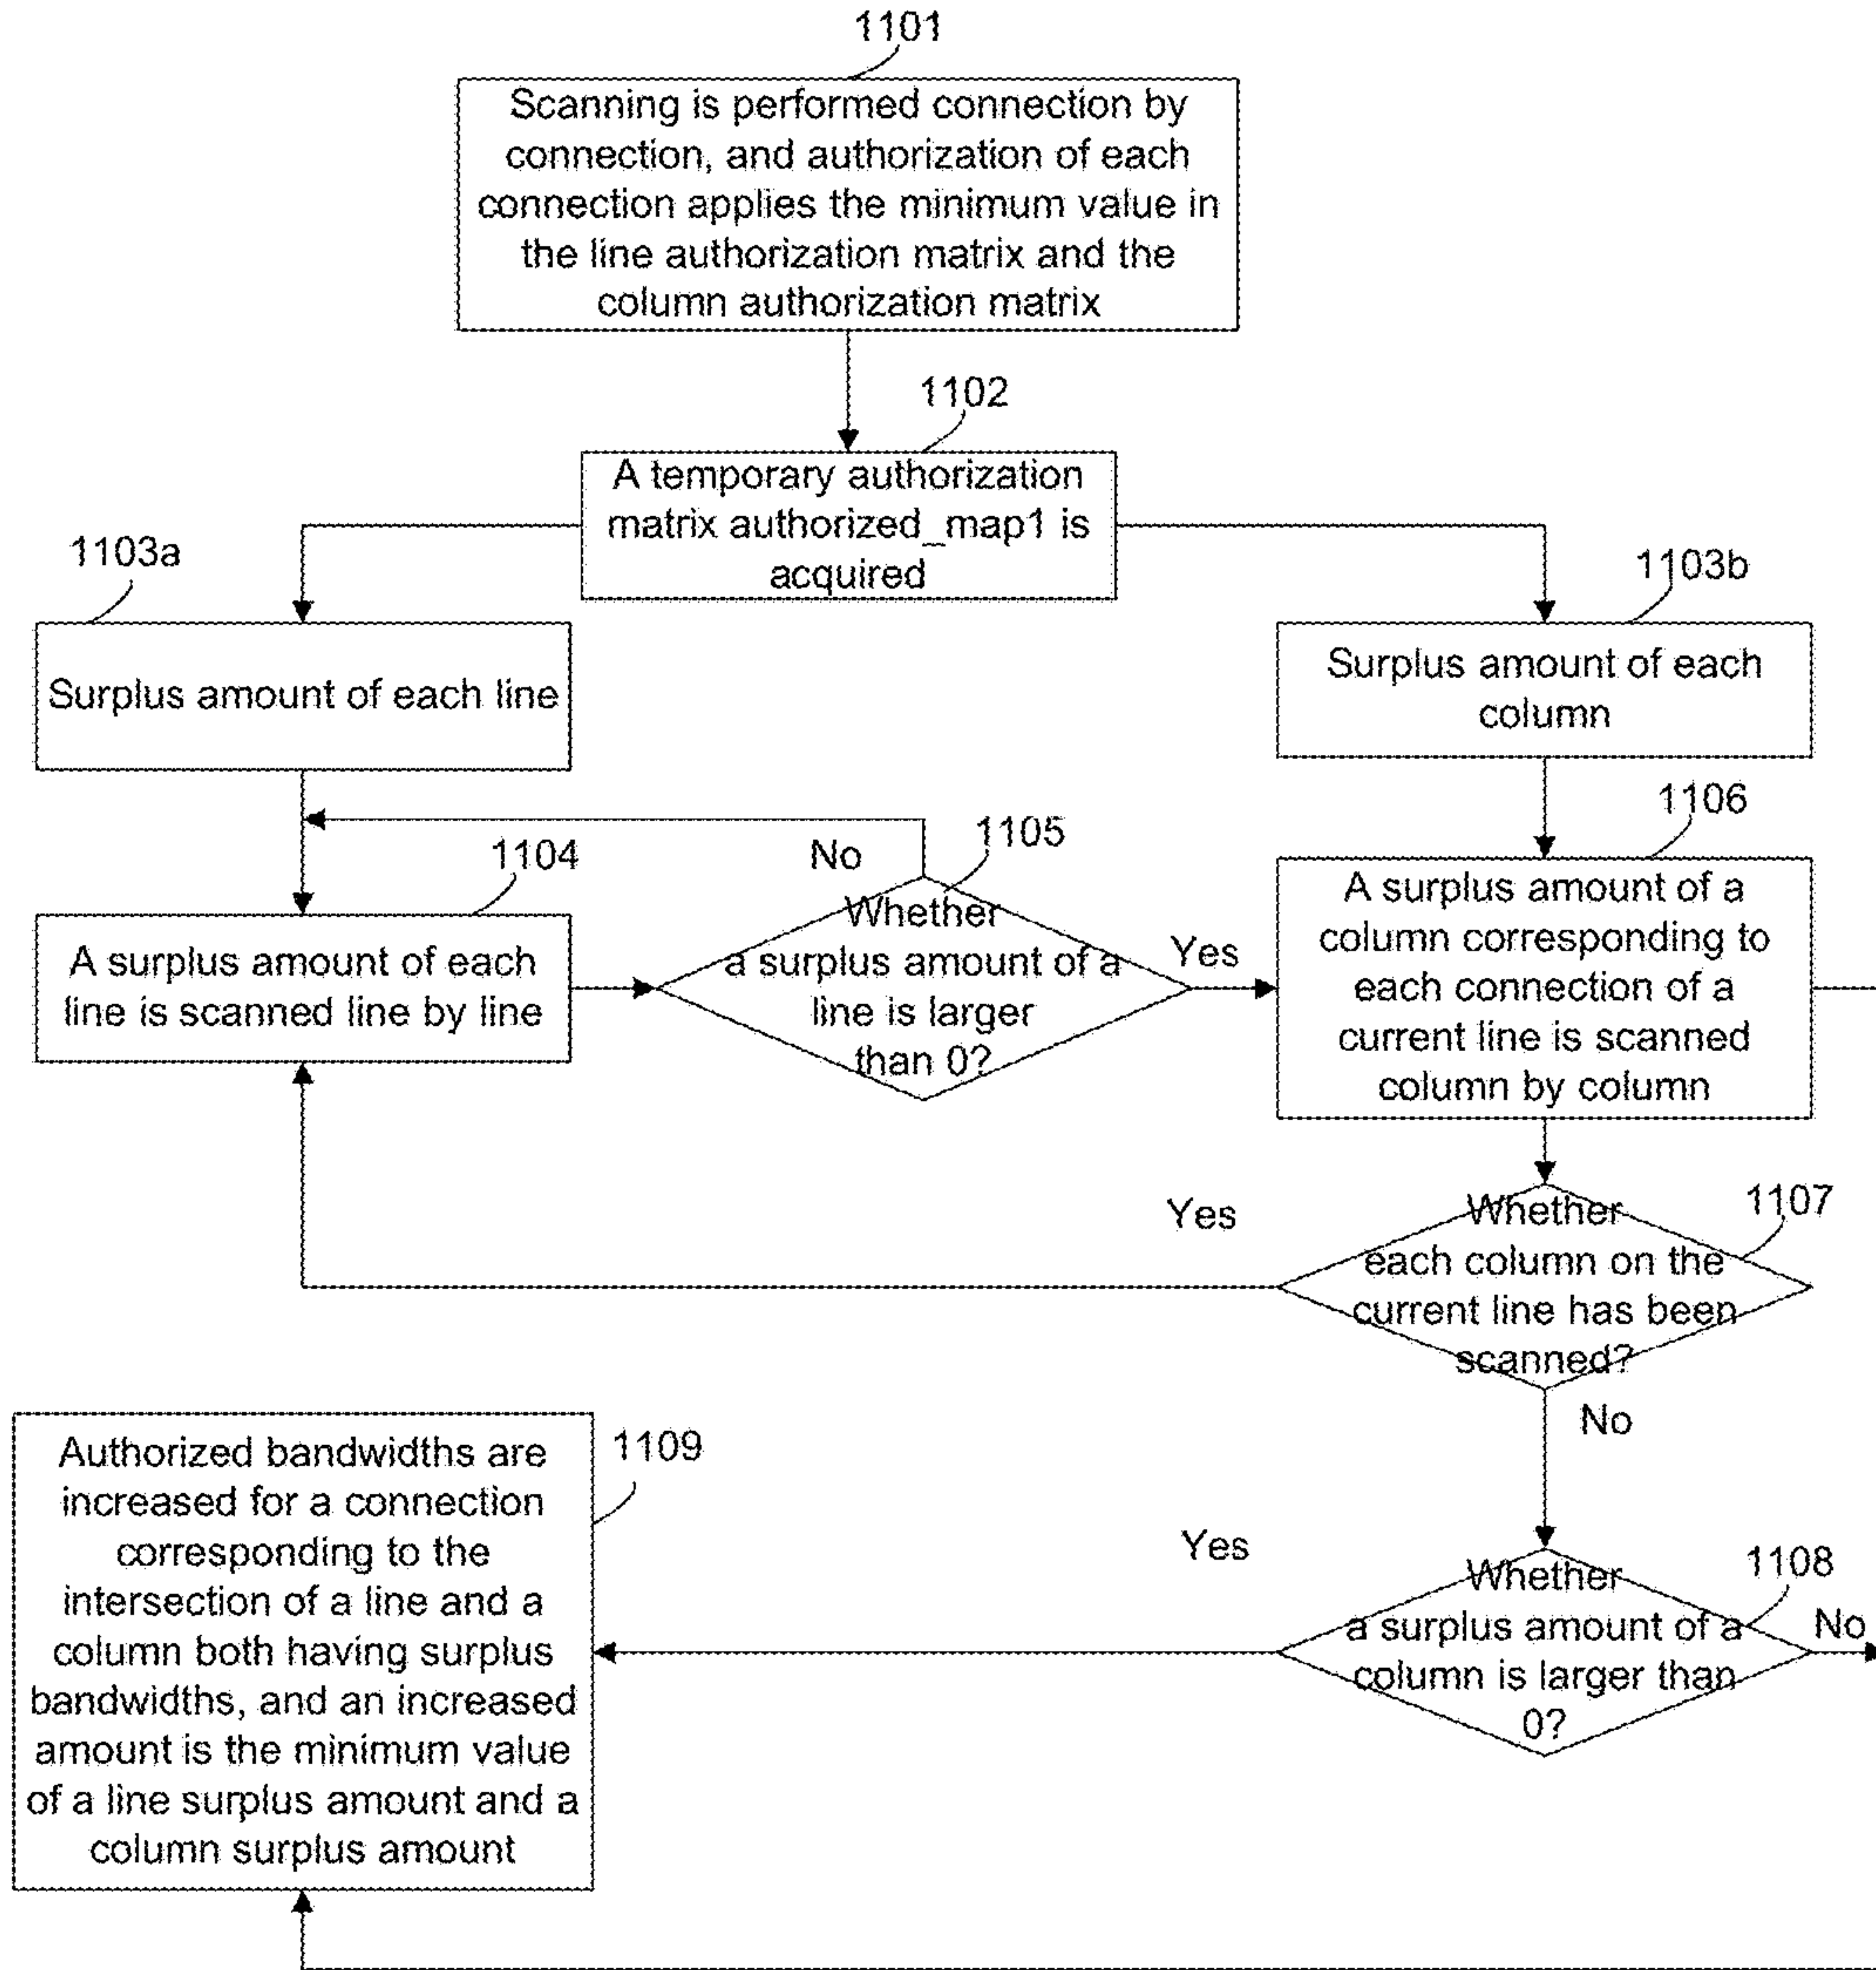 1101
Scanning is performed connection by
connection, and authorization of each
connection applies the minimum value in
the line authorization matrix and the
column authorization matrix
1102
A temporary authorization
matrix authorized_map1 is
acquired
1103a
Surplus amount of each line
1103b
Surplus amount of each
column
1104
A surplus amount of each
line is scanned line by line
No
1105
Whether
a surplus amount of a
line is larger
than 0?
Yes
1106
A surplus amount of a
column corresponding to
each connection of a
current line is scanned
column by column
Yes
1107
Whether
each column on the
current line has been
scanned?
No
1109
Authorized bandwidths are
increased for a connection
corresponding to the
intersection of a line and a
column both having surplus
bandwidths, and an increased
amount is the minimum value
of a line surplus amount and a
column surplus amount
Yes
1108
Whether
a surplus amount of a
column is larger than
0?
No